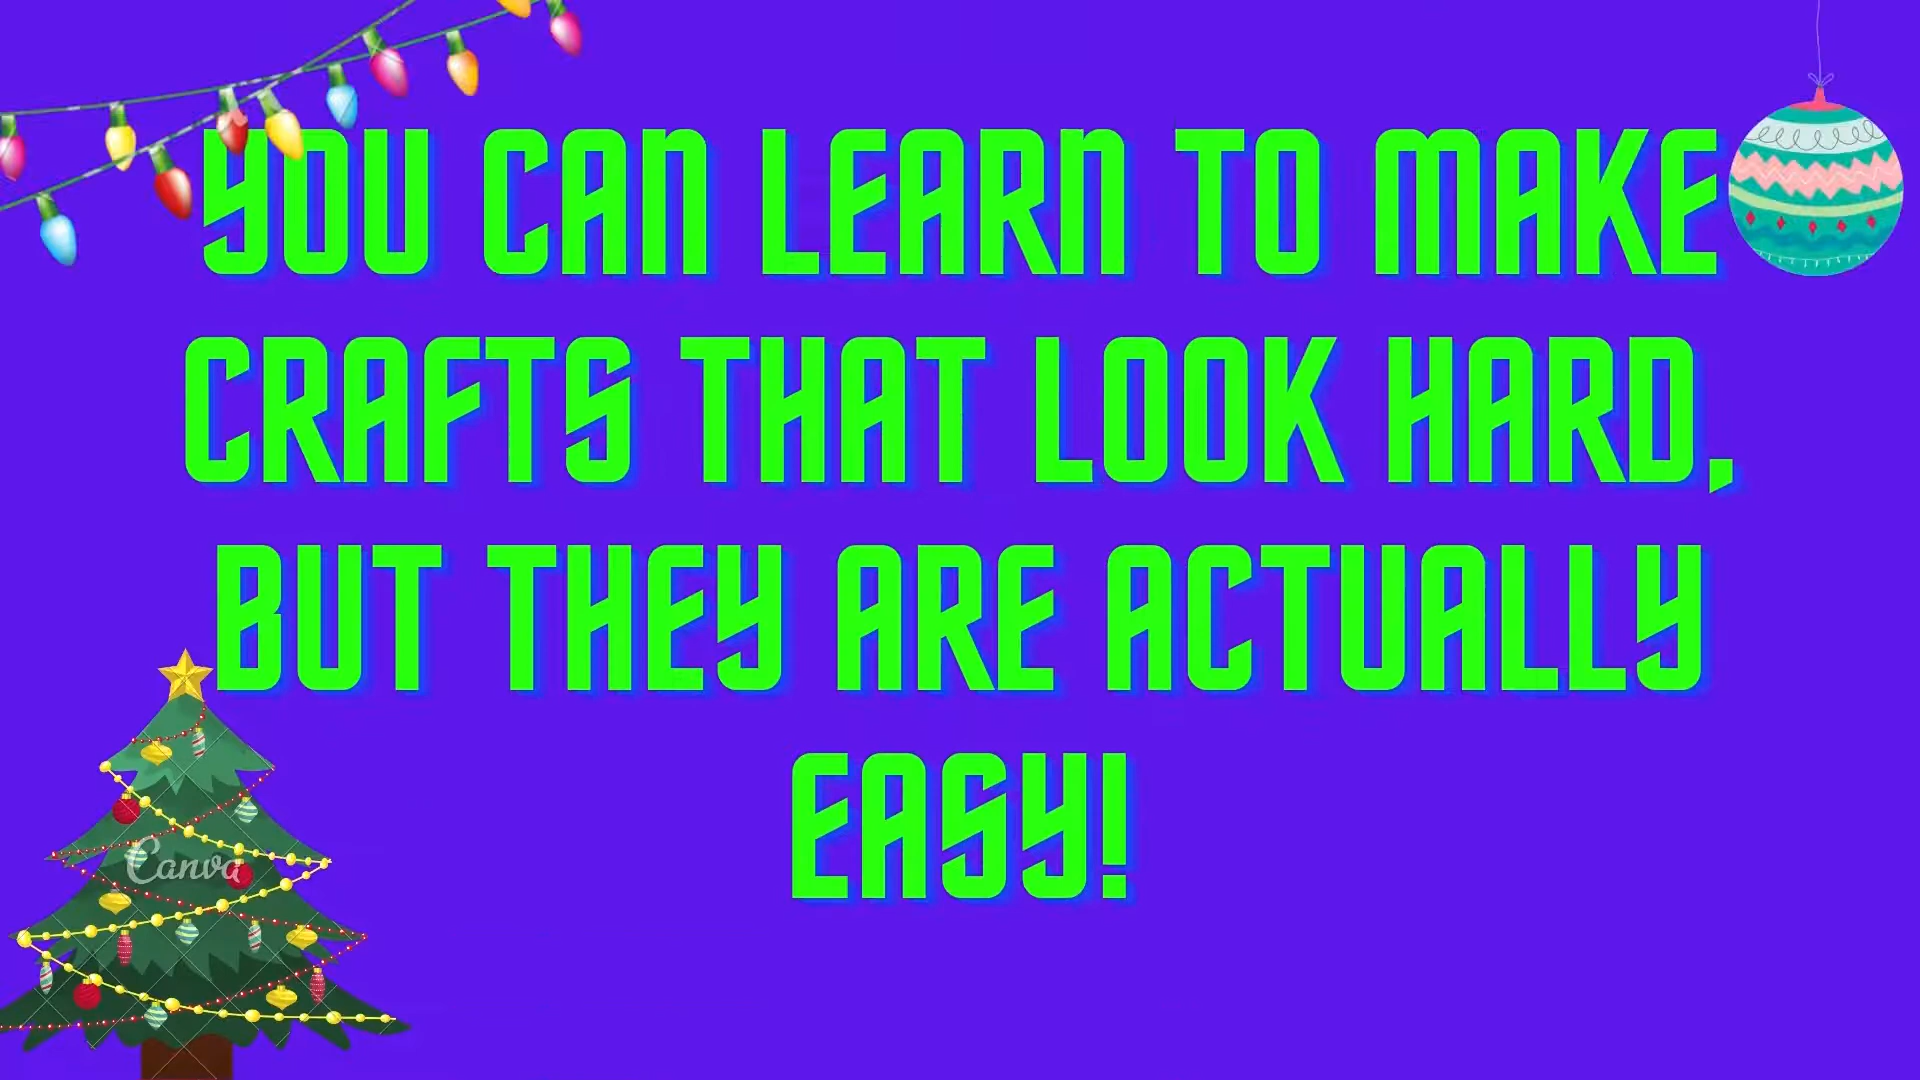 YOU CAN LEARN TO MAKE
CRAFTS THAT LOOK HARD,
BUT THEY ARE ACTUALLY
EASY!
Canva